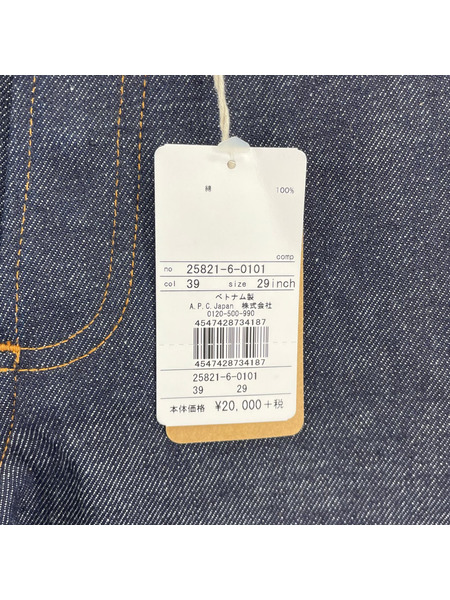 綿 100%
comp
no 25821-6-0101
col 39 size 29inch
ベトナム製
A.P.C.Japan 株式会社
0120-500-990
4547428734187
4547428734187
25821-6-0101
39 29
本体価格 ¥20,000+税